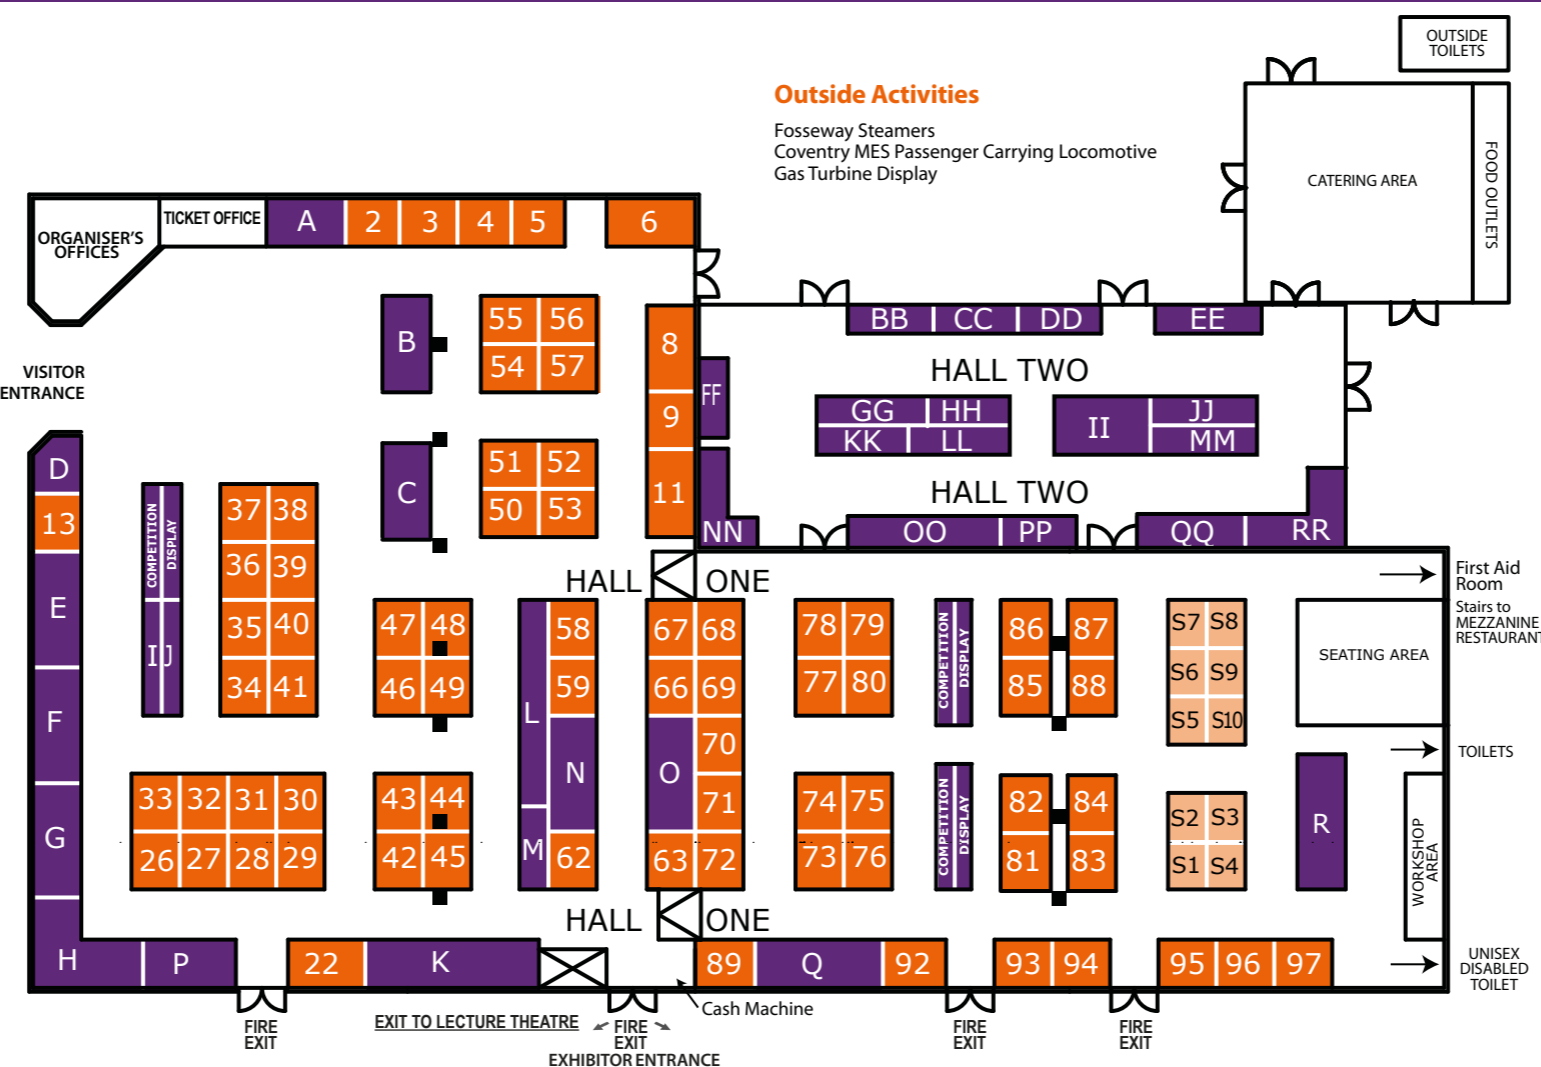 OUTSIDE
TOILETS
Outside Activities
Fosseway Steamers
Coventry MES Passenger Carrying Locomotive
Gas Turbine Display
CATERING AREA
FOOD OUTLETS
ORGANISER'S
OFFICES
TICKET OFFICE
A 2 3 4 5 6
VISITOR
ENTRANCE
B
55 56
54 57
8
9
11
BB CC DD EE
HALL TWO
FF
GG HH
KK LL
II
JJ
MM
HALL TWO
NN
OO PP
QQ RR
C
51 52
50 53
D
13
E
F
G
H
P
COMPETITION
DISPLAY
I J
37 38
36 39
35 40
34 41
HALL ONE
First Aid
Room
Stairs to
MEZZANINE
RESTAURANT
SEATING AREA
47 48
46 49
L
M
58
59
N
62
67 68
66 69
O
70
71
63 72
78 79
77 80
COMPETITION
DISPLAY
86 87
85 88
S7 S8
S6 S9
S5 S10
TOILETS
33 32 31 30
26 27 28 29
43 44
42 45
74 75
73 76
COMPETITION
DISPLAY
82 84
81 83
S2 S3
S1 S4
R
WORKSHOP
AREA
HALL ONE
22
K
89
Q
92
93 94
95 96 97
UNISEX
DISABLED
TOILET
Cash Machine
FIRE
EXIT
EXIT TO LECTURE THEATRE
FIRE
EXIT
EXHIBITOR ENTRANCE
FIRE
EXIT
FIRE
EXIT